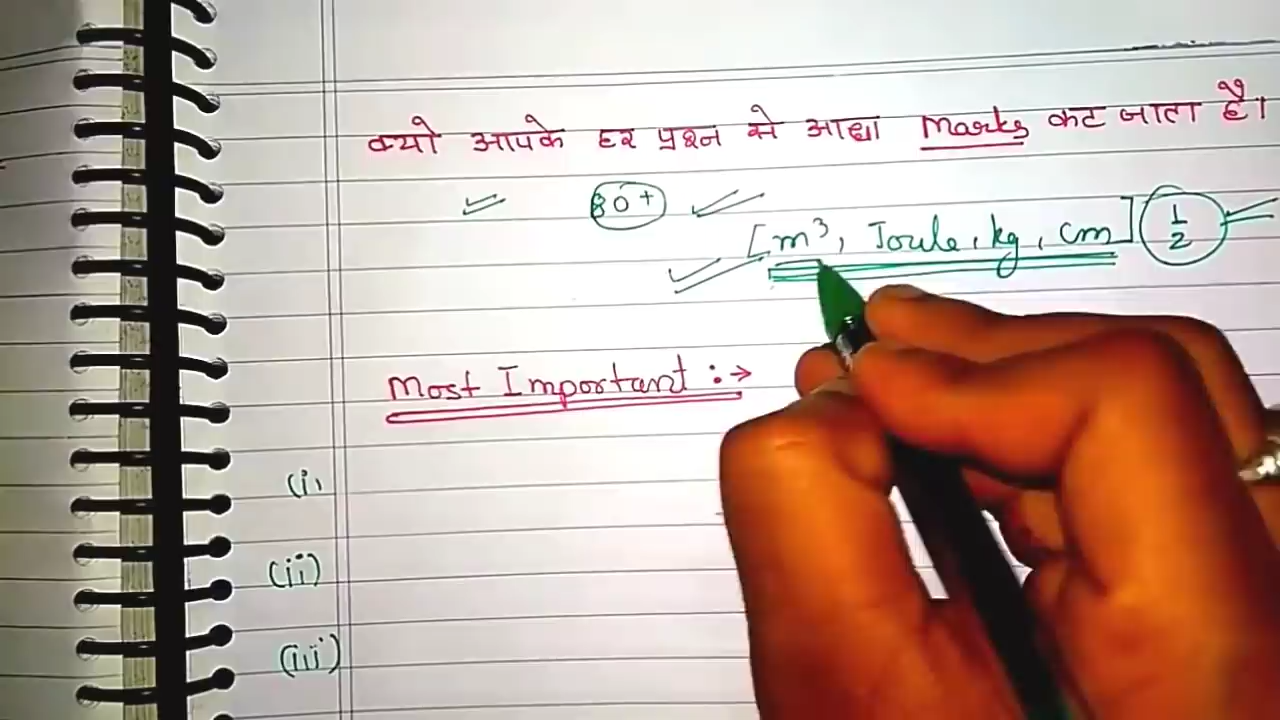 क्यो आपके हर प्रश्न से आधा Marks कट जाता है।
80+
[m³, Joule, kg, cm] 1/2
Most Important :→
(i)
(ii)
(iii)